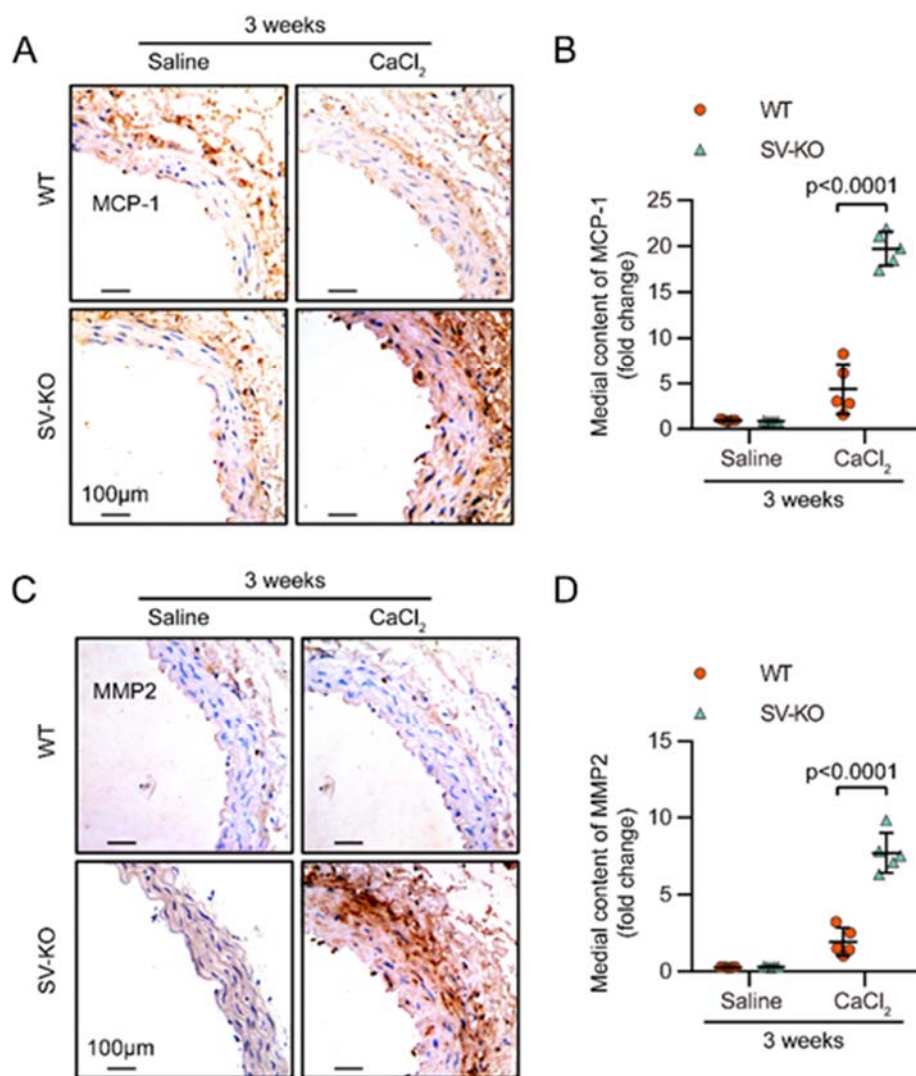 A
3 weeks
Saline
CaCl₂
WT
MCP-1
SV-KO
100μm
B
WT
SV-KO
p<0.0001
Medial content of MCP-1
(fold change)
25
20
15
10
5
0
Saline
CaCl₂
3 weeks
C
3 weeks
Saline
CaCl₂
WT
MMP2
SV-KO
100μm
D
WT
SV-KO
p<0.0001
Medial content of MMP2
(fold change)
15
10
5
0
Saline
CaCl₂
3 weeks